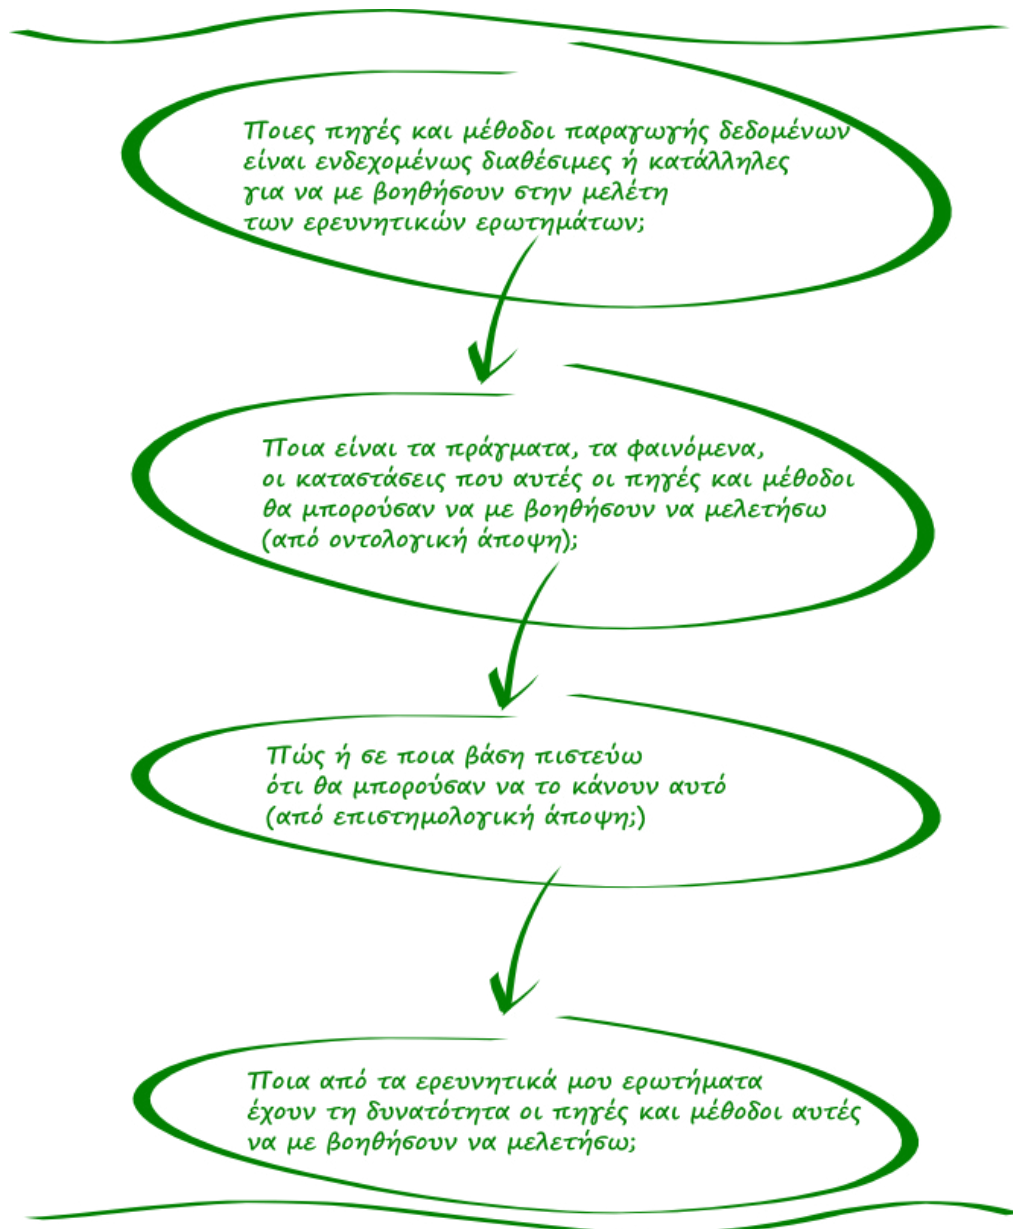 Ποιες πηγές και μέθοδοι παραγωγής δεδομένων
είναι ενδεχομένως διαθέσιμες ή κατάλληλες
για να με βοηθήσουν στην μελέτη
των ερευνητικών ερωτημάτων;
Ποια είναι τα πράγματα, τα φαινόμενα,
οι καταστάσεις που αυτές οι πηγές και μέθοδοι
θα μπορούσαν να με βοηθήσουν να μελετήσω
(από οντολογική άποψη);
Πώς ή σε ποια βάση πιστεύω
ότι θα μπορούσαν να το κάνουν αυτό
(από επιστημολογική άποψη;)
Ποια από τα ερευνητικά μου ερωτήματα
έχουν τη δυνατότητα οι πηγές και μέθοδοι αυτές
να με βοηθήσουν να μελετήσω;